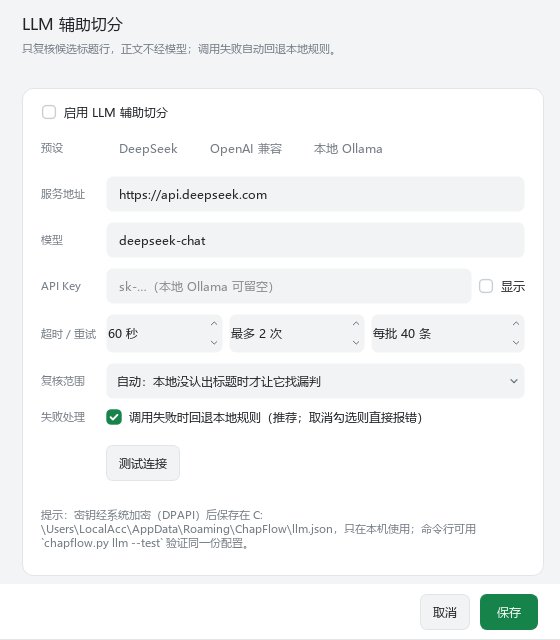 LLM 辅助切分
只复核候选标题行，正文不经模型；调用失败自动回退本地规则。
启用 LLM 辅助切分
预设 DeepSeek OpenAI 兼容 本地 Ollama
服务地址 https://api.deepseek.com
模型 deepseek-chat
API Key sk-...（本地 Ollama 可留空） 显示
超时 / 重试 60 秒 最多 2 次 每批 40 条
复核范围 自动：本地没认出标题时才让它找漏判
失败处理 调用失败时回退本地规则（推荐；取消勾选则直接报错）
测试连接
提示：密钥经系统加密（DPAPI）后保存在 C:
\Users\LocalAcc\AppData\Roaming\ChapFlow\llm.json，只在本机使用；命令行可用
`chapflow.py llm --test` 验证同一份配置。
取消 保存